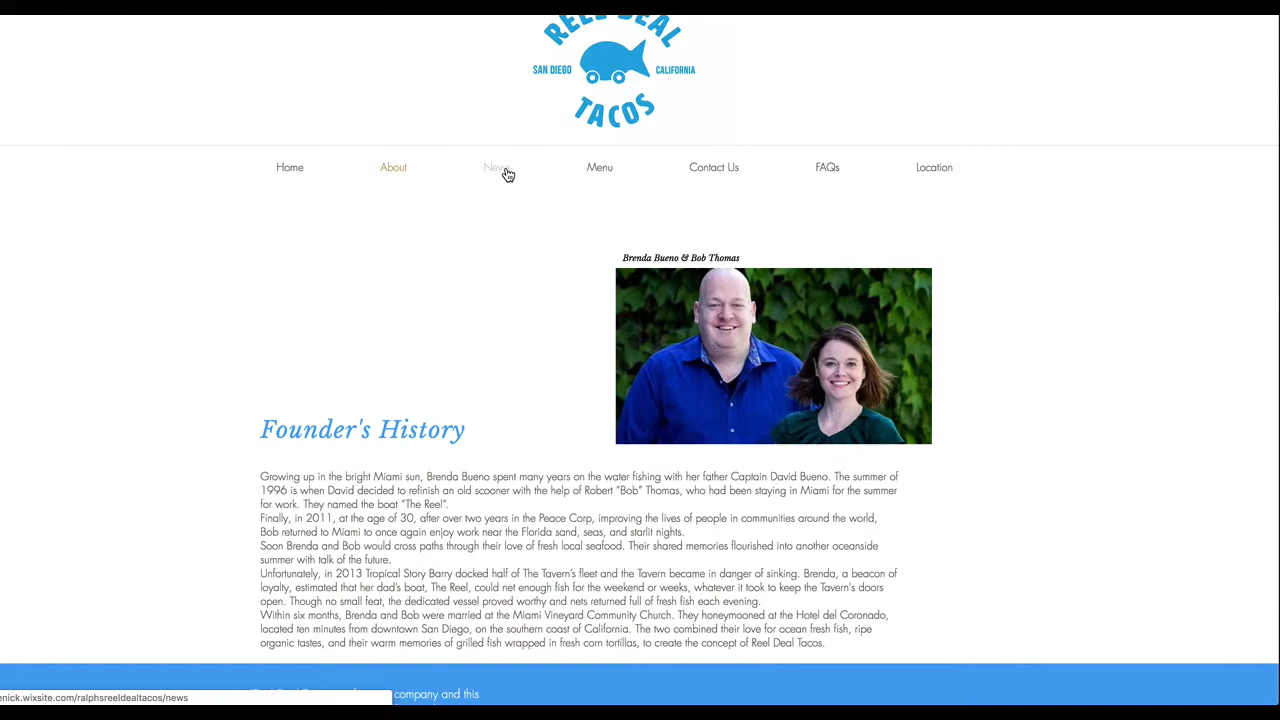 REEL DEAL
SAN DIEGO
CALIFORNIA
TACOS
Home
About
News
Menu
Contact Us
FAQs
Location
Brenda Bueno & Bob Thomas
Founder's History
Growing up in the bright Miami sun, Brenda Bueno spent many years on the water fishing with her father Captain David Bueno. The summer of
1996 is when David decided to refinish an old scooner with the help of Robert "Bob" Thomas, who had been staying in Miami for the summer
for work. They named the boat "The Reel".
Finally, in 2011, at the age of 30, after over two years in the Peace Corp, improving the lives of people in communities around the world,
Bob returned to Miami to once again enjoy work near the Florida sand, seas, and starlit nights.
Soon Brenda and Bob would cross paths through their love of fresh local seafood. Their shared memories flourished into another oceanside
summer with talk of the future.
Unfortunately, in 2013 Tropical Story Barry docked half of The Tavern's fleet and the Tavern became in danger of sinking. Brenda, a beacon of
loyalty, estimated that her dad's boat, The Reel, could net enough fish for the weekend or weeks, whatever it took to keep the Tavern's doors
open. Though no small feat, the dedicated vessel proved worthy and nets returned full of fresh fish each evening.
Within six months, Brenda and Bob were married at the Miami Vineyard Community Church. They honeymooned at the Hotel del Coronado,
located ten minutes from downtown San Diego, on the southern coast of California. The two combined their love for ocean fresh fish, ripe
organic tastes, and their warm memories of grilled fish wrapped in fresh corn tortillas, to create the concept of Reel Deal Tacos.
company and this
enick.wixsite.com/ralphsreeldealtacos/news